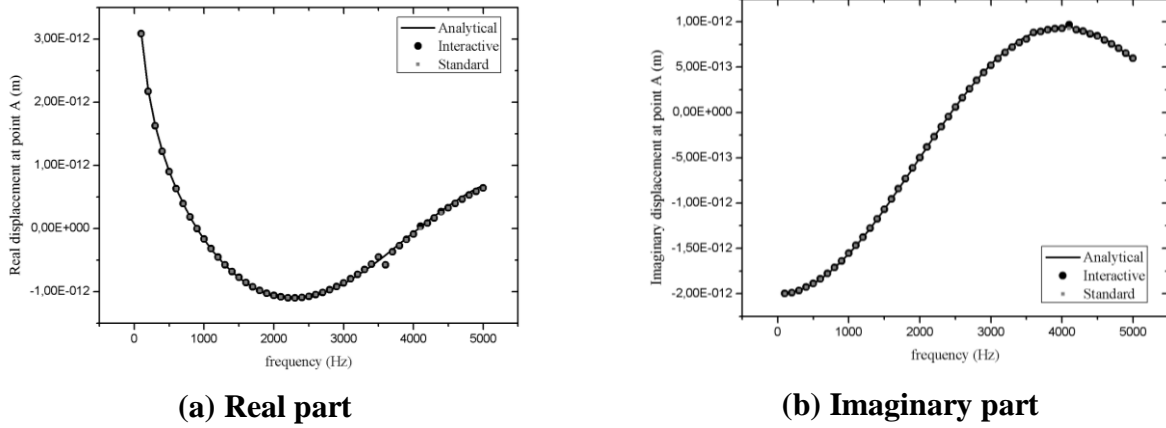 3,00E-012
2,00E-012
1,00E-012
0,00E+000
-1,00E-012
Real displacement at point A (m)
Analytical
Interactive
Standard
0
1000
2000
3000
4000
5000
frequency (Hz)
(a) Real part
1,00E-012
5,00E-013
0,00E+000
-5,00E-013
-1,00E-012
-1,50E-012
-2,00E-012
Imaginary displacement at point A (m)
Analytical
Interactive
Standard
0
1000
2000
3000
4000
5000
frequency (Hz)
(b) Imaginary part